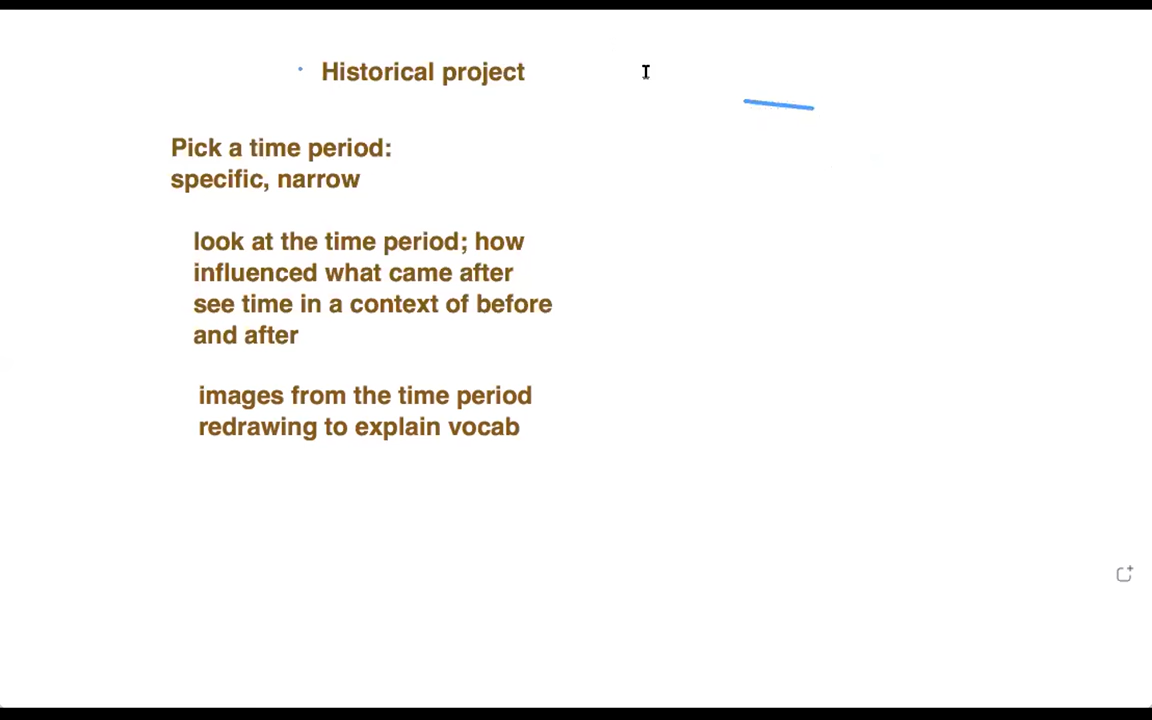 Historical project
Pick a time period:
specific, narrow
look at the time period; how
influenced what came after
see time in a context of before
and after
images from the time period
redrawing to explain vocab